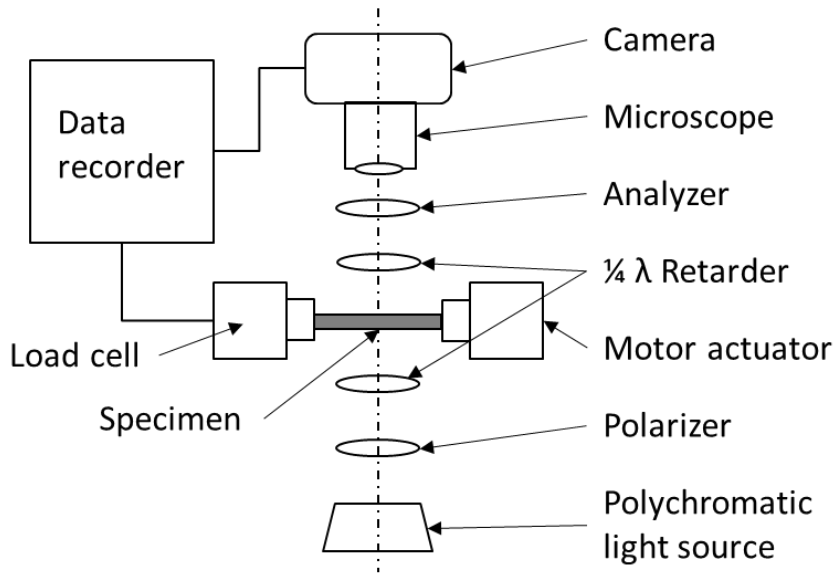 Camera
Data
recorder
Microscope
Analyzer
¼ λ Retarder
Load cell
Motor actuator
Specimen
Polarizer
Polychromatic
light source